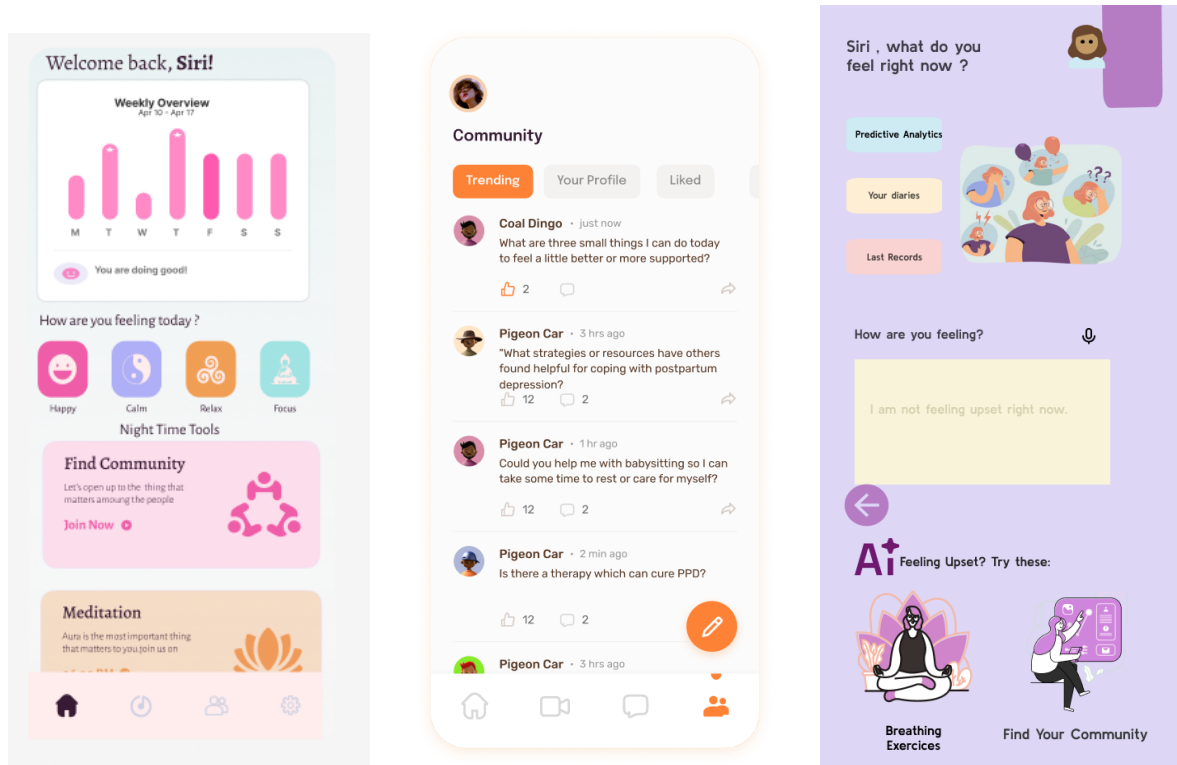 Welcome back, Siri!
Weekly Overview
Apr 10 - Apr 17
M T W T F S S
You are doing good!
How are you feeling today ?
Happy Calm Relax Focus
Night Time Tools
Find Community
Let's open up to the thing that
matters amoung the people
Join Now
Meditation
Aura is the most important thing
that matters to you.join us on
Community
Trending Your Profile Liked
Coal Dingo • just now
What are three small things I can do today
to feel a little better or more supported?
2
Pigeon Car • 3 hrs ago
"What strategies or resources have others
found helpful for coping with postpartum
depression?
12 2
Pigeon Car • 1 hr ago
Could you help me with babysitting so I can
take some time to rest or care for myself?
12 2
Pigeon Car • 2 min ago
Is there a therapy which can cure PPD?
12 2
Pigeon Car • 3 hrs ago
Siri , what do you
feel right now ?
Predictive Analytics
Your diaries
Last Records
???
How are you feeling?
I am not feeling upset right now.
Ai Feeling Upset? Try these:
Breathing
Exercices
Find Your Community